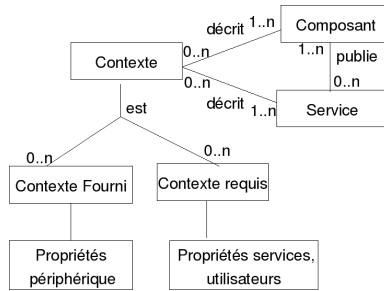 Composant
décrit 1..n
0..n
1..n
publie
Contexte
0..n
0..n
décrit
1..n
Service
est
0..n
0..n
Contexte Fourni
Contexte requis
Propriétés
périphérique
Propriétés services,
utilisateurs